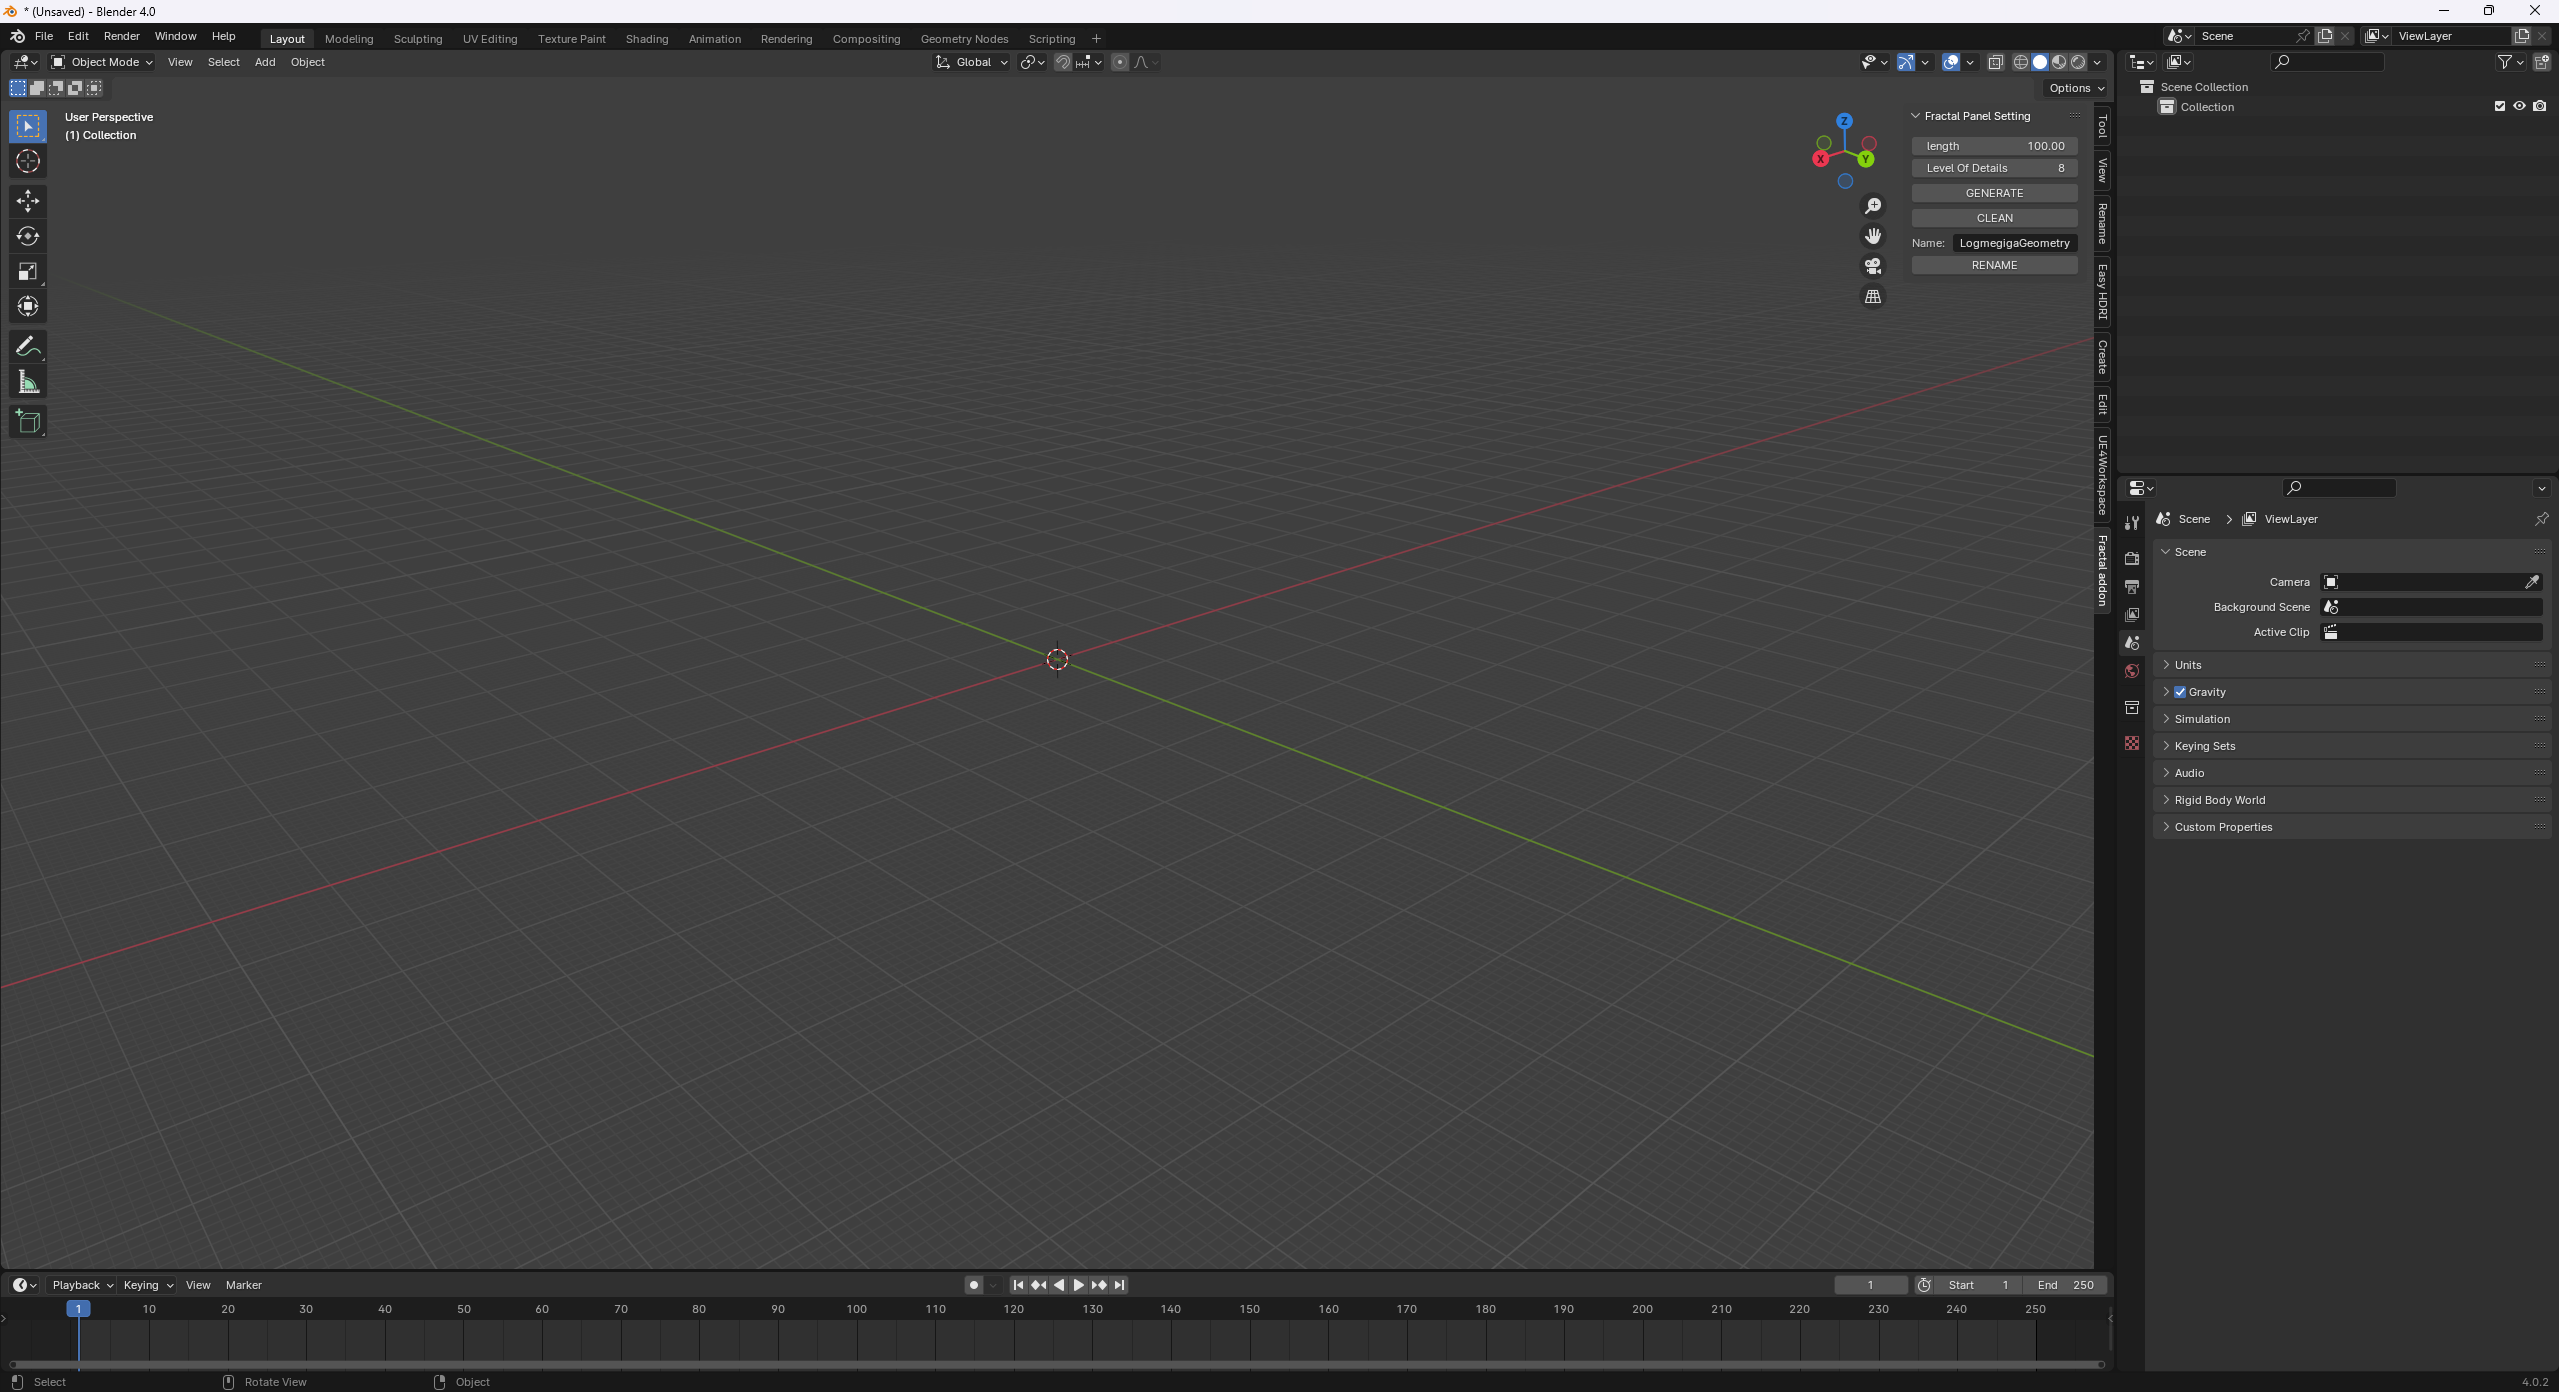 * (Unsaved) - Blender 4.0
File Edit Render Window Help Layout Modeling Sculpting UV Editing Texture Paint Shading Animation Rendering Compositing Geometry Nodes Scripting + Scene ViewLayer
Object Mode View Select Add Object Global
Options
User Perspective
(1) Collection
Z
X
Y
Fractal Panel Setting
length 100.00
Level Of Details 8
GENERATE
CLEAN
Name: LogmegigaGeometry
RENAME
Tool
View
Rename
Easy HDRI
Create
Edit
UE4Workspace
Fractal addon
Scene Collection
Collection
Scene ViewLayer
Scene
Camera
Background Scene
Active Clip
Units
Gravity
Simulation
Keying Sets
Audio
Rigid Body World
Custom Properties
Playback Keying View Marker 1 Start 1 End 250
1 10 20 30 40 50 60 70 80 90 100 110 120 130 140 150 160 170 180 190 200 210 220 230 240 250
Select Rotate View Object 4.0.2